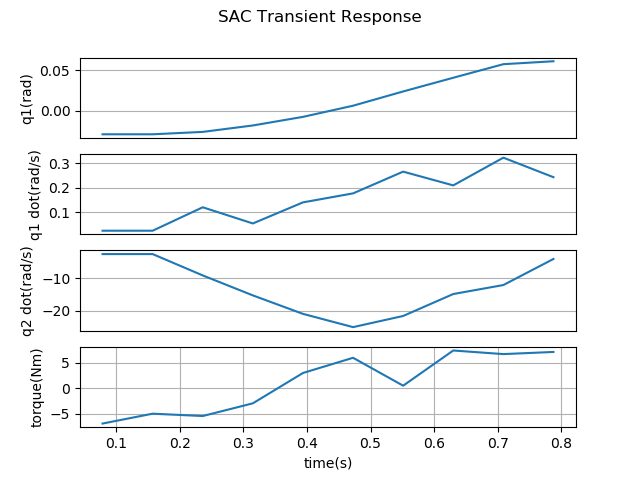 SAC Transient Response
q1(rad)
0.05
0.00
q1 dot(rad/s)
0.3
0.2
0.1
q2 dot(rad/s)
−10
−20
torque(Nm)
5
0
−5
0.1 0.2 0.3 0.4 0.5 0.6 0.7 0.8
time(s)